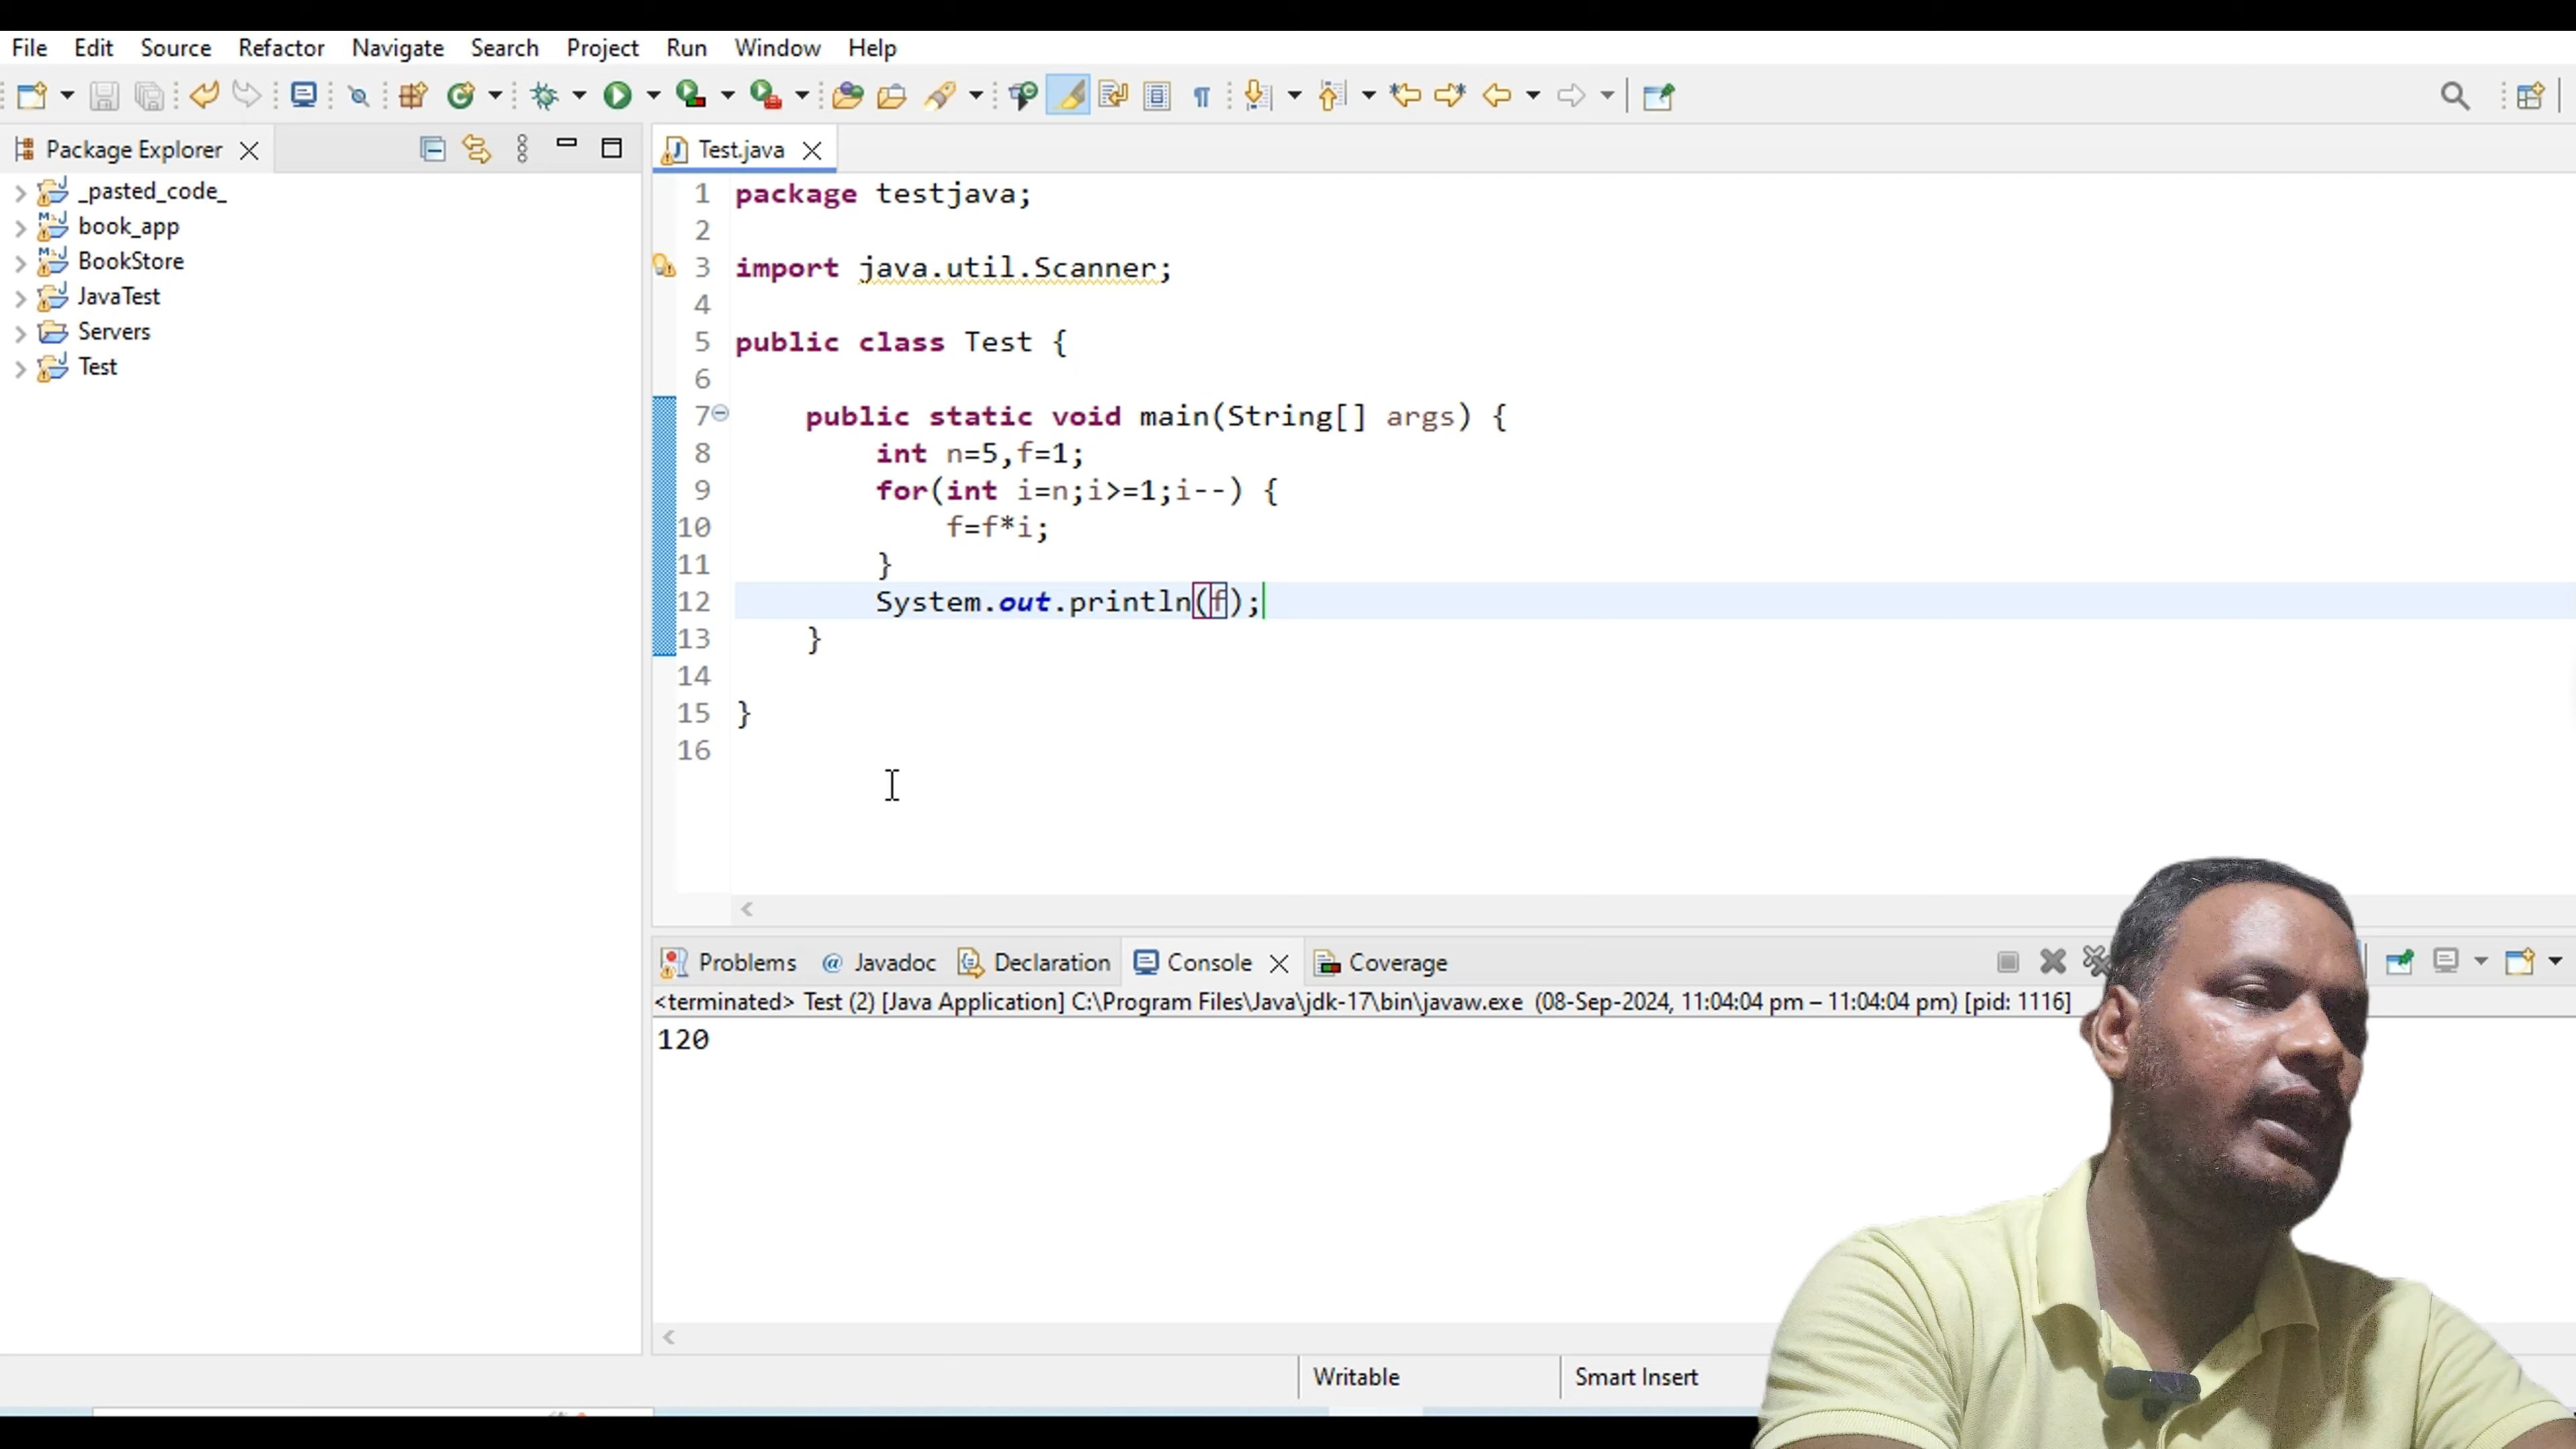 File Edit Source Refactor Navigate Search Project Run Window Help
Package Explorer
_pasted_code_
book_app
BookStore
JavaTest
Servers
Test
Test.java
1 package testjava;
2
3 import java.util.Scanner;
4
5 public class Test {
6
7 public static void main(String[] args) {
8 int n=5,f=1;
9 for(int i=n;i>=1;i--) {
10 f=f*i;
11 }
12 System.out.println(f);
13 }
14
15 }
16
Problems @ Javadoc Declaration Console Coverage
<terminated> Test (2) [Java Application] C:\Program Files\Java\jdk-17\bin\javaw.exe (08-Sep-2024, 11:04:04 pm – 11:04:04 pm) [pid: 1116]
120
Writable Smart Insert